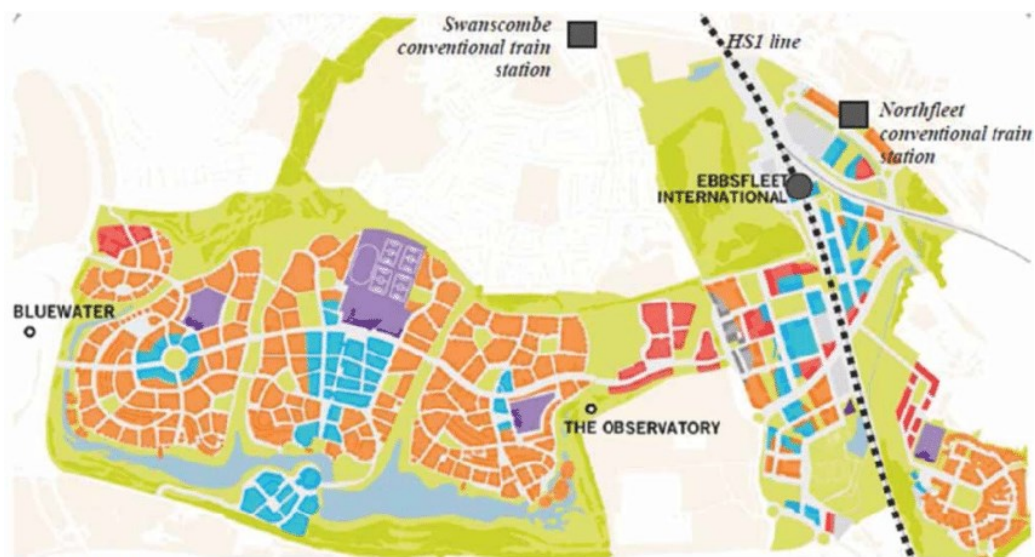 Swanscombe
conventional train
station
HS1 line
Northfleet
conventional train
station
EBBSFLEET
INTERNATIONAL
BLUEWATER
THE OBSERVATORY